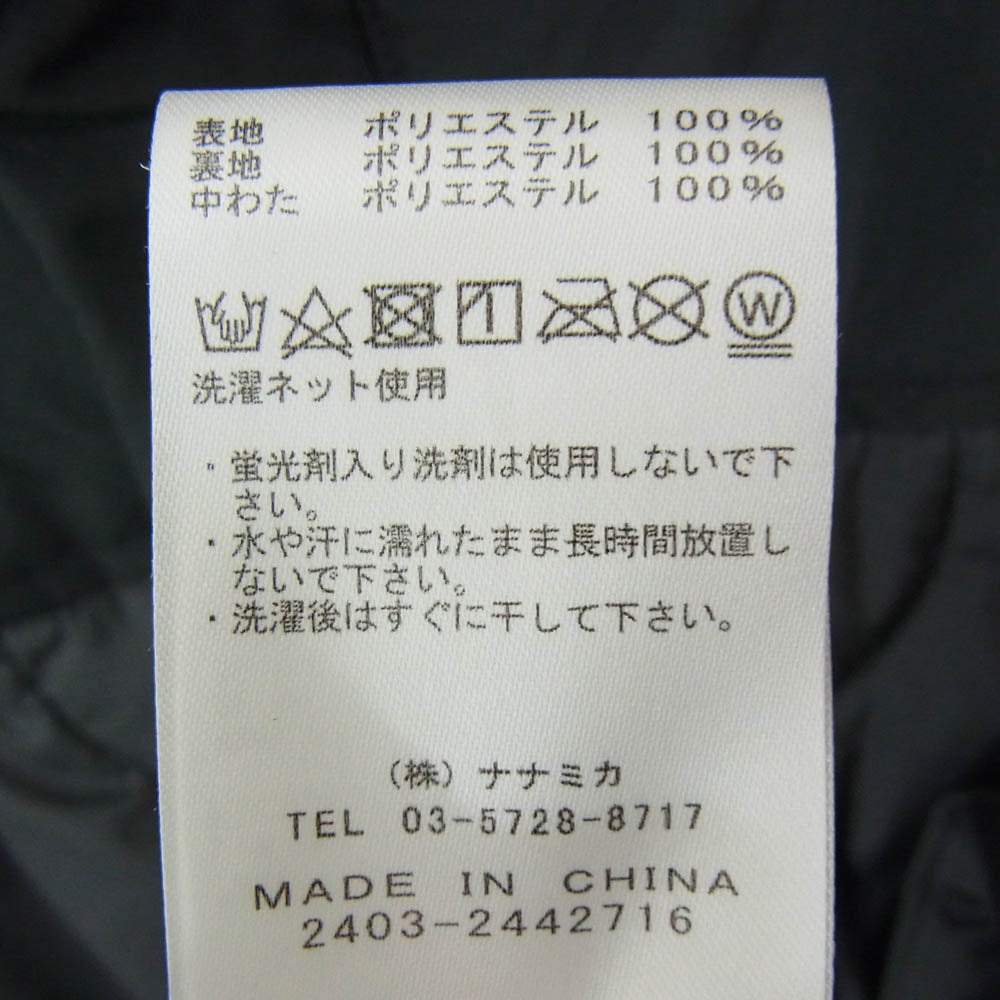 表地 ポリエステル 100%
裏地 ポリエステル 100%
中わた ポリエステル 100%
W
洗濯ネット使用
・蛍光剤入り洗剤は使用しないで下
さい。
・水や汗に濡れたまま長時間放置し
ないで下さい。
・洗濯後はすぐに干して下さい。
(株) ナナミカ
TEL 03-5728-8717
MADE IN CHINA
2403-2442716